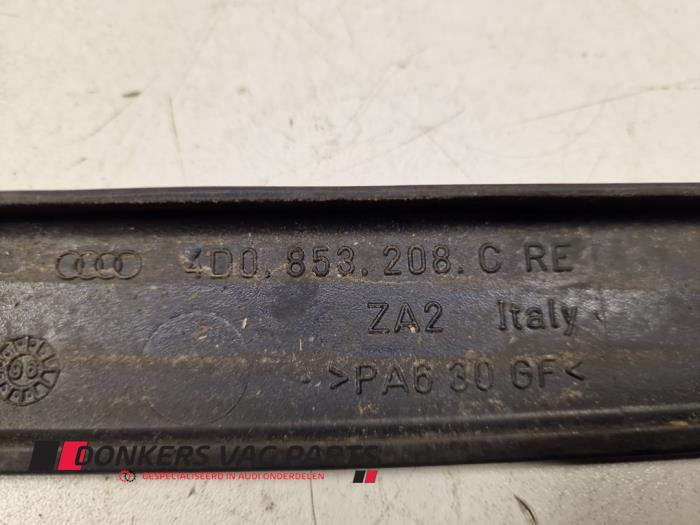 4D0.853.208.C RE
ZA2 Italy
>PA6 30 GF<
DONKERS VAG PARTS
GESPECIALISEERD IN AUDI ONDERDELEN